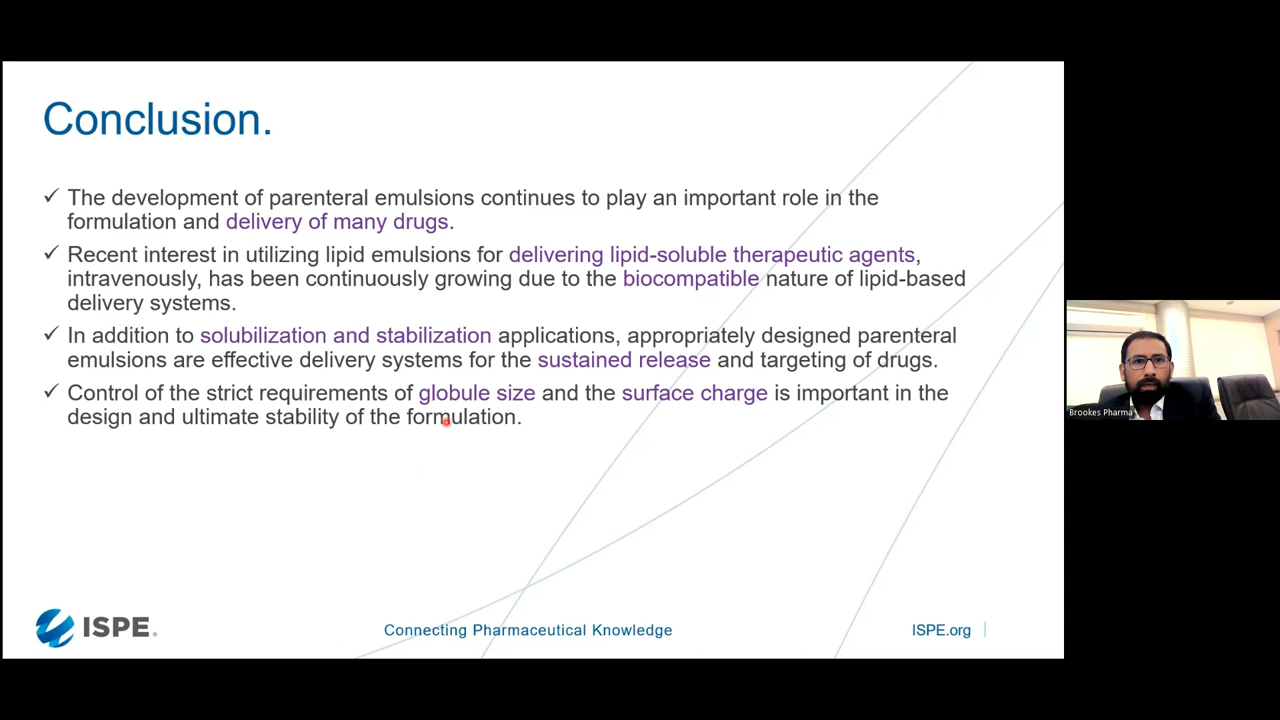 Conclusion.
✓ The development of parenteral emulsions continues to play an important role in the
formulation and delivery of many drugs.
✓ Recent interest in utilizing lipid emulsions for delivering lipid-soluble therapeutic agents,
intravenously, has been continuously growing due to the biocompatible nature of lipid-based
delivery systems.
✓ In addition to solubilization and stabilization applications, appropriately designed parenteral
emulsions are effective delivery systems for the sustained release and targeting of drugs.
✓ Control of the strict requirements of globule size and the surface charge is important in the
design and ultimate stability of the formulation.
Brookes Pharma
ISPE.
Connecting Pharmaceutical Knowledge
ISPE.org